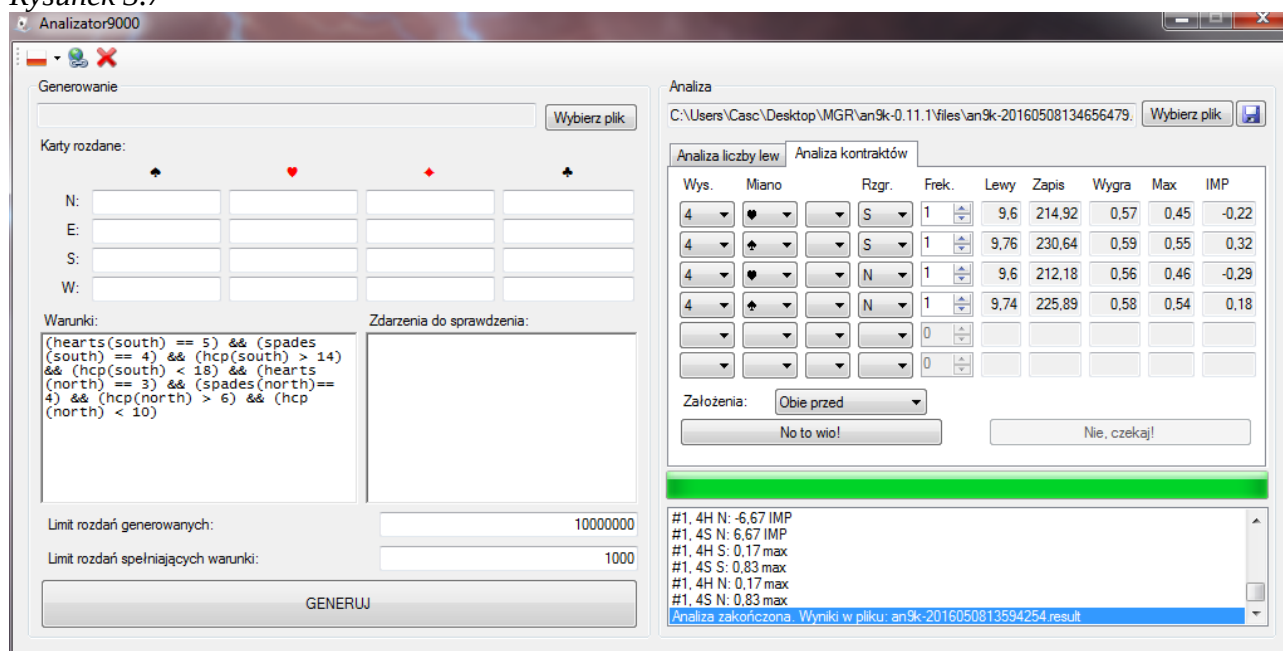 Rysunek 3.7
Analizator9000
Generowanie
Wybierz plik
Karty rozdane:
♠ ♥ ♦ ♣
N:
E:
S:
W:
Warunki:
(hearts(south) == 5) && (spades
(south) == 4) && (hcp(south) > 14)
&& (hcp(south) < 18) && (hearts
(north) == 3) && (spades(north)==
4) && (hcp(north) > 6) && (hcp
(north) < 10)
Zdarzenia do sprawdzenia:
Limit rozdań generowanych: 10000000
Limit rozdań spełniających warunki: 1000
GENERUJ
Analiza
C:\Users\Casc\Desktop\MGR\an9k-0.11.1\files\an9k-20160508134656479. Wybierz plik
Analiza liczby lew Analiza kontraktów
Wys. Miano Rzgr. Frek. Lewy Zapis Wygra Max IMP
4 ♥ S 1 9,6 214,92 0,57 0,45 -0,22
4 ♠ S 1 9,76 230,64 0,59 0,55 0,32
4 ♥ N 1 9,6 212,18 0,56 0,46 -0,29
4 ♠ N 1 9,74 225,89 0,58 0,54 0,18
0
0
Założenia: Obie przed
No to wio! Nie, czekaj!
#1, 4H N: -6,67 IMP
#1, 4S N: 6,67 IMP
#1, 4H S: 0,17 max
#1, 4S S: 0,83 max
#1, 4H N: 0,17 max
#1, 4S N: 0,83 max
Analiza zakończona. Wyniki w pliku: an9k-2016050813594254.result